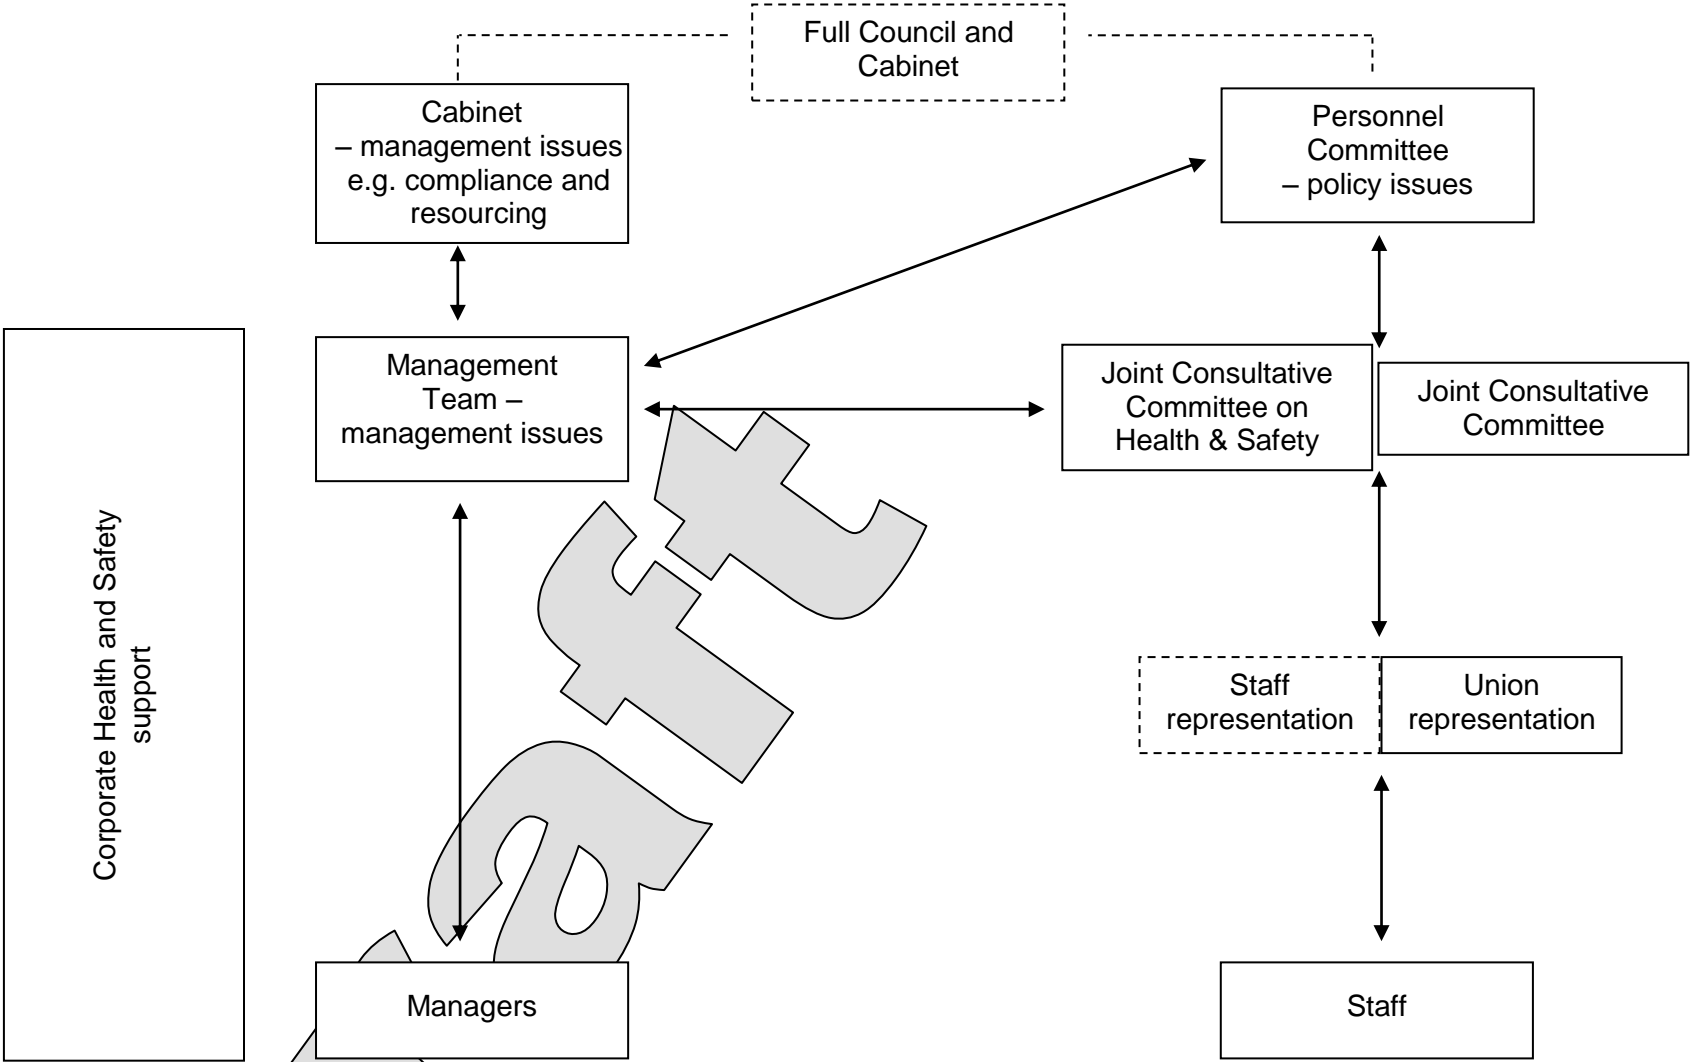 Full Council and
Cabinet
Cabinet
– management issues
e.g. compliance and
resourcing
Personnel
Committee
– policy issues
Management
Team –
management issues
Joint Consultative
Committee on
Health & Safety
Joint Consultative
Committee
Corporate Health and Safety
support
Staff
representation
Union
representation
Managers
Staff
aft